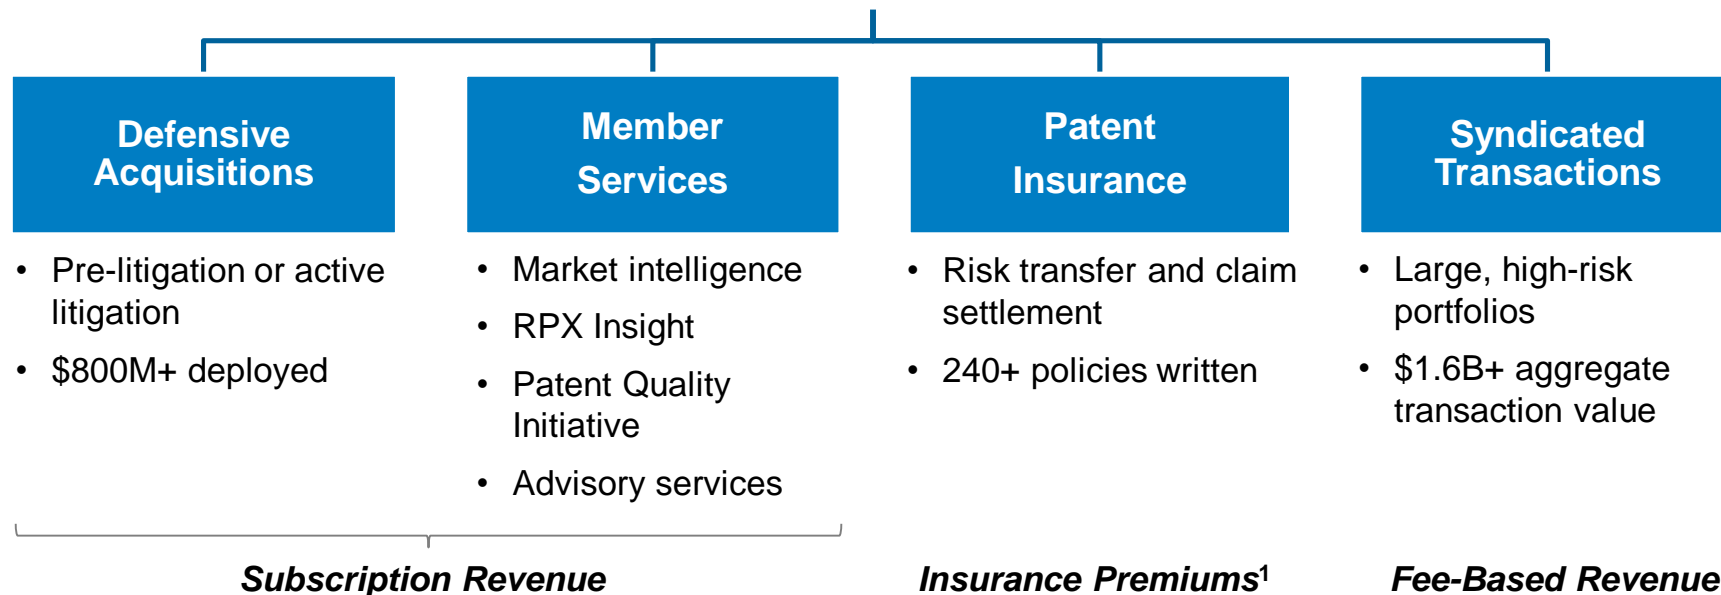 Defensive
Acquisitions
• Pre-litigation or active
litigation
• $800M+ deployed
Member
Services
• Market intelligence
• RPX Insight
• Patent Quality
Initiative
• Advisory services
Subscription Revenue
Patent
Insurance
• Risk transfer and claim
settlement
• 240+ policies written
Insurance Premiums¹
Syndicated
Transactions
• Large, high-risk
portfolios
• $1.6B+ aggregate
transaction value
Fee-Based Revenue